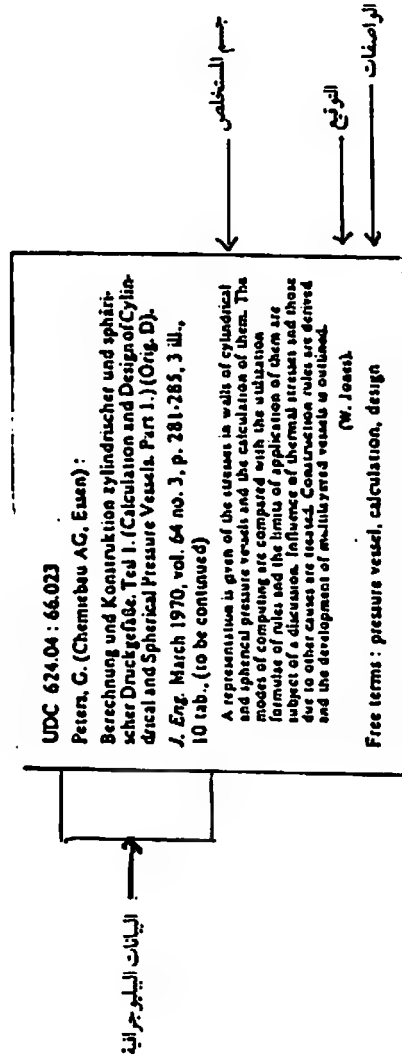 UDC 624.04 : 66.023
Peters, G. (Chemiebau AG, Essen) :
Berechnung und Konstruktion zylindrischer und sphäri-
scher Druckgefäße. Teil 1. (Calculation and Design of Cylin-
drical and Spherical Pressure Vessels. Part 1.) (Orig. D).
J. Eng. March 1970, vol. 64 no. 3, p. 281-285, 3 ill.,
10 tab., (to be continued)
A representation is given of the stresses in walls of cylindrical
and spherical pressure vessels and the calculation of them. The
modes of computing are compared with the utilization
formulae of rules and the limits of application of them are
subject of a discussion. Influence of thermal stresses and those
due to other causes are treated. Construction rules are derived
and the development of multilayered vessels is outlined.
(W. Jones).
Free terms : pressure vessel, calculation, design
البيانات الببليوجرافية
جسم المستخلص
التوقيع
الواصفات